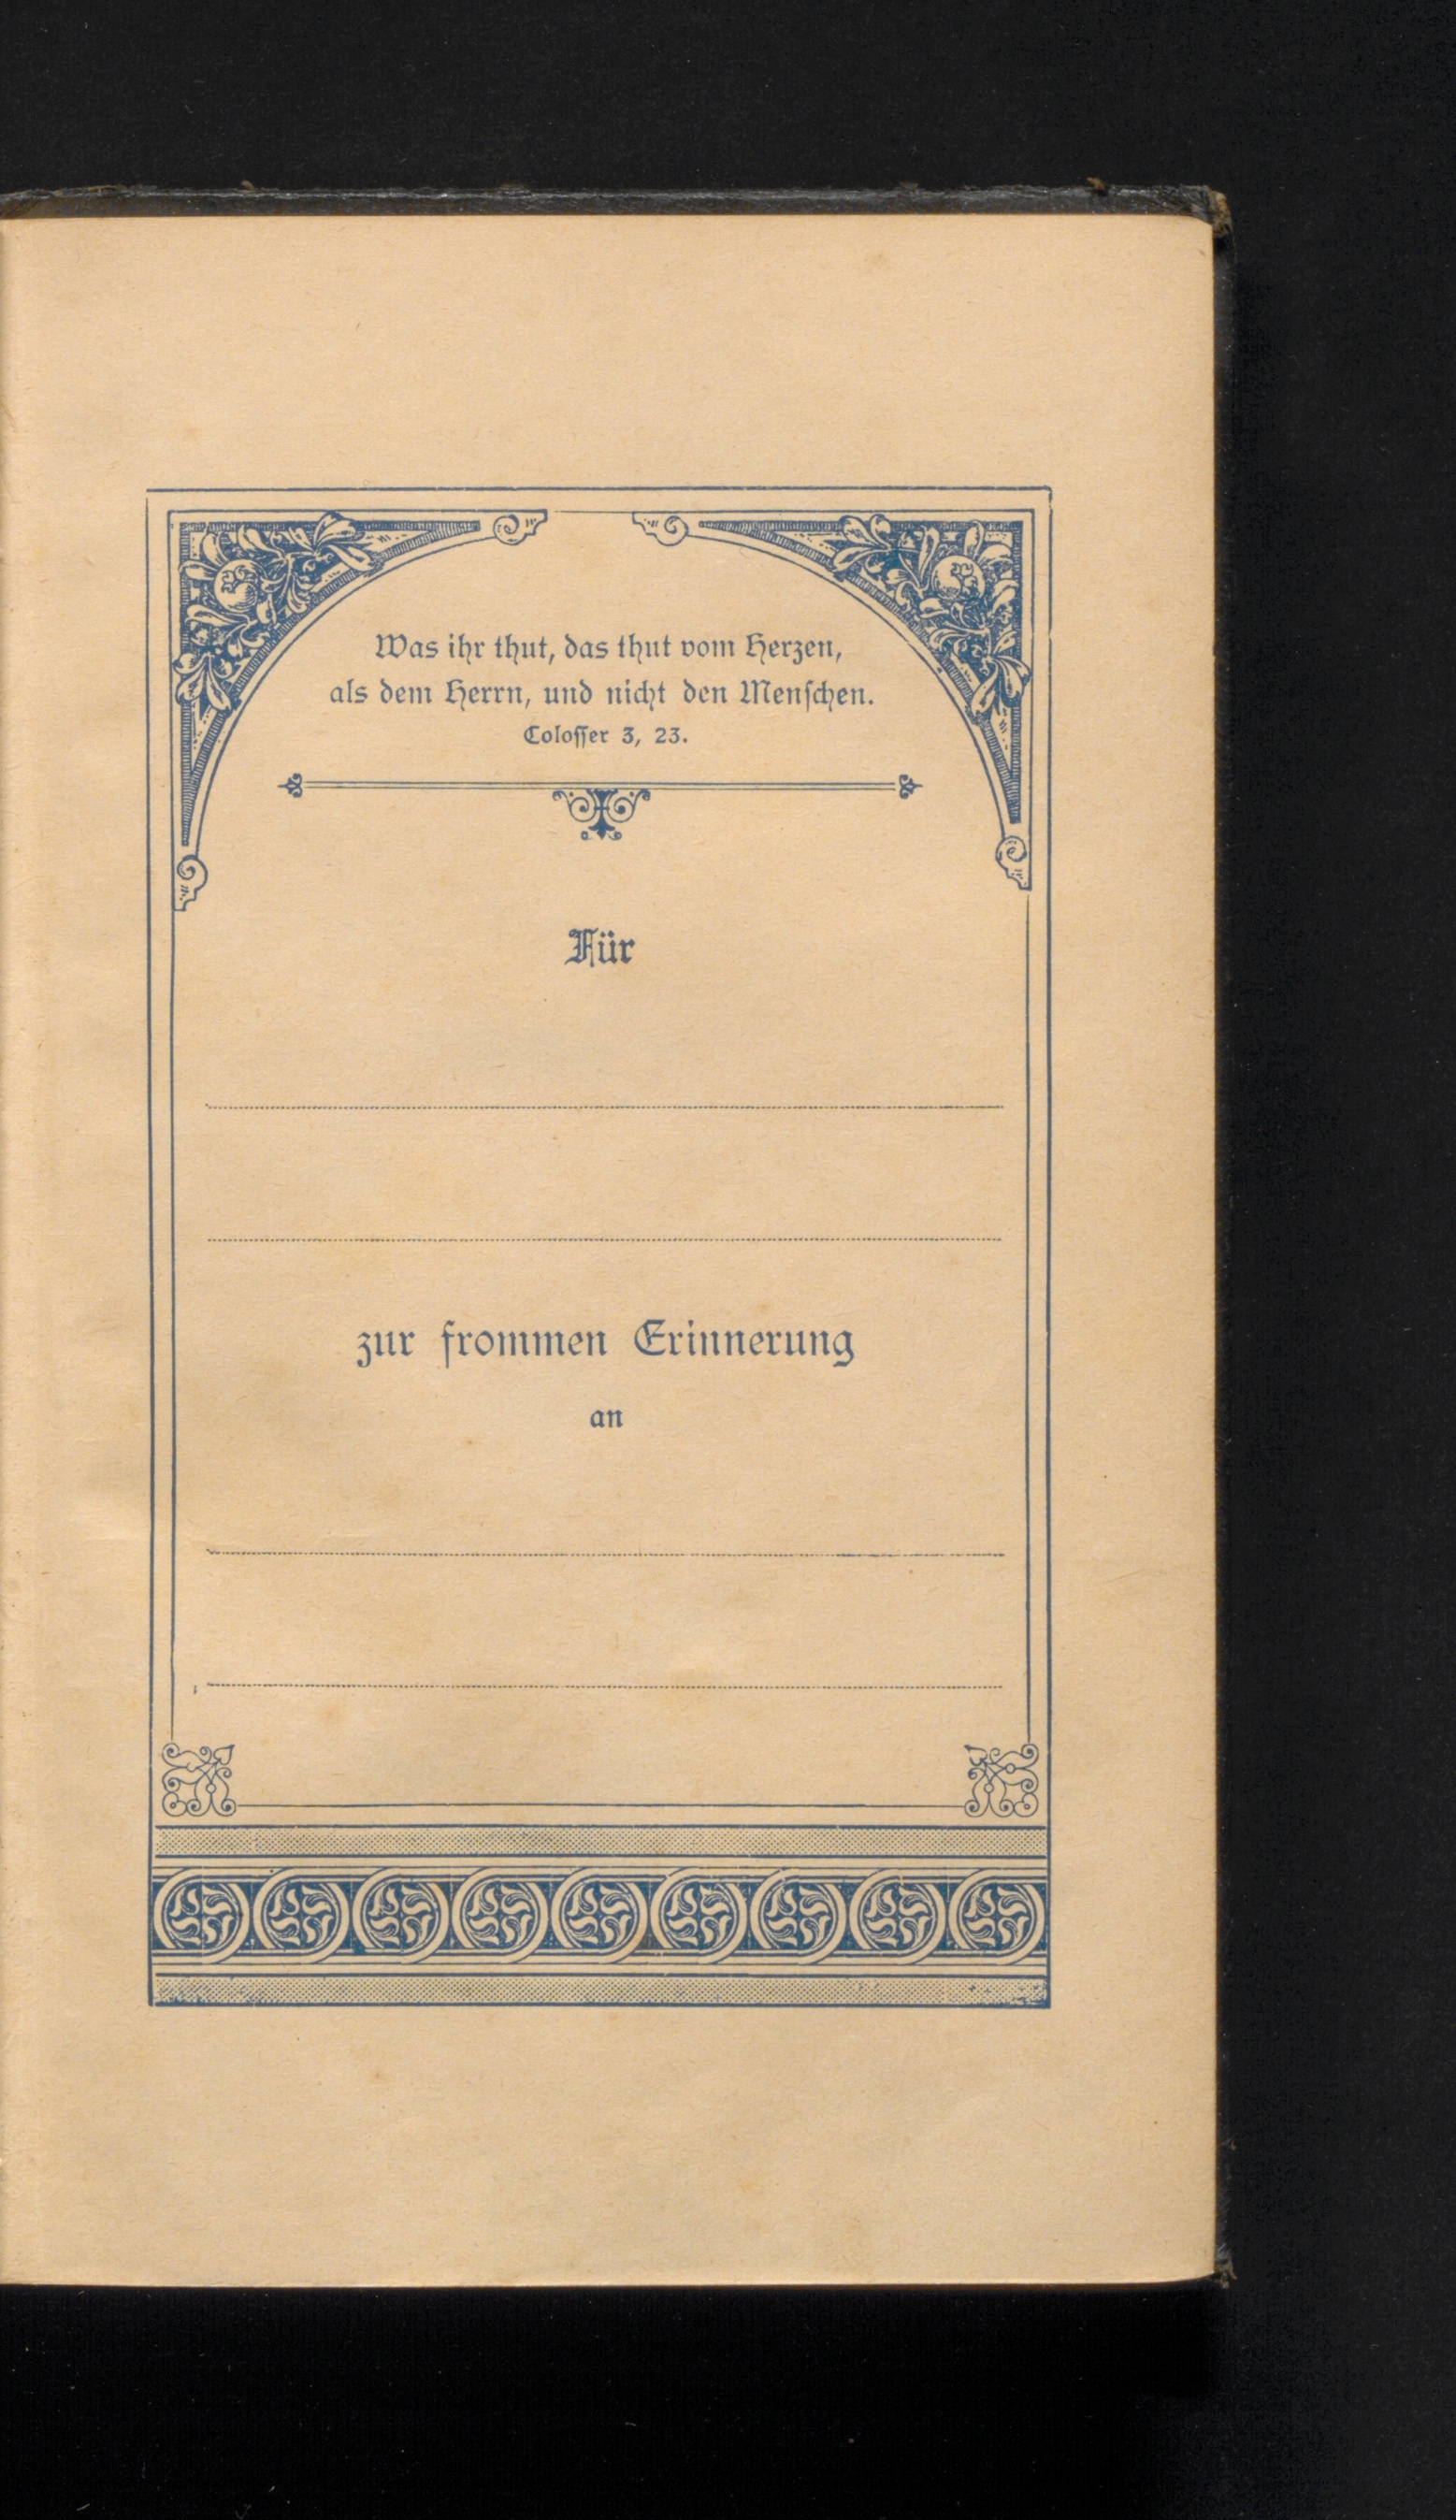 Was ihr thut, das thut vom Herzen,
als dem Herrn, und nicht den Menschen.
Colosser 3, 23.
Für
zur frommen Erinnerung
an